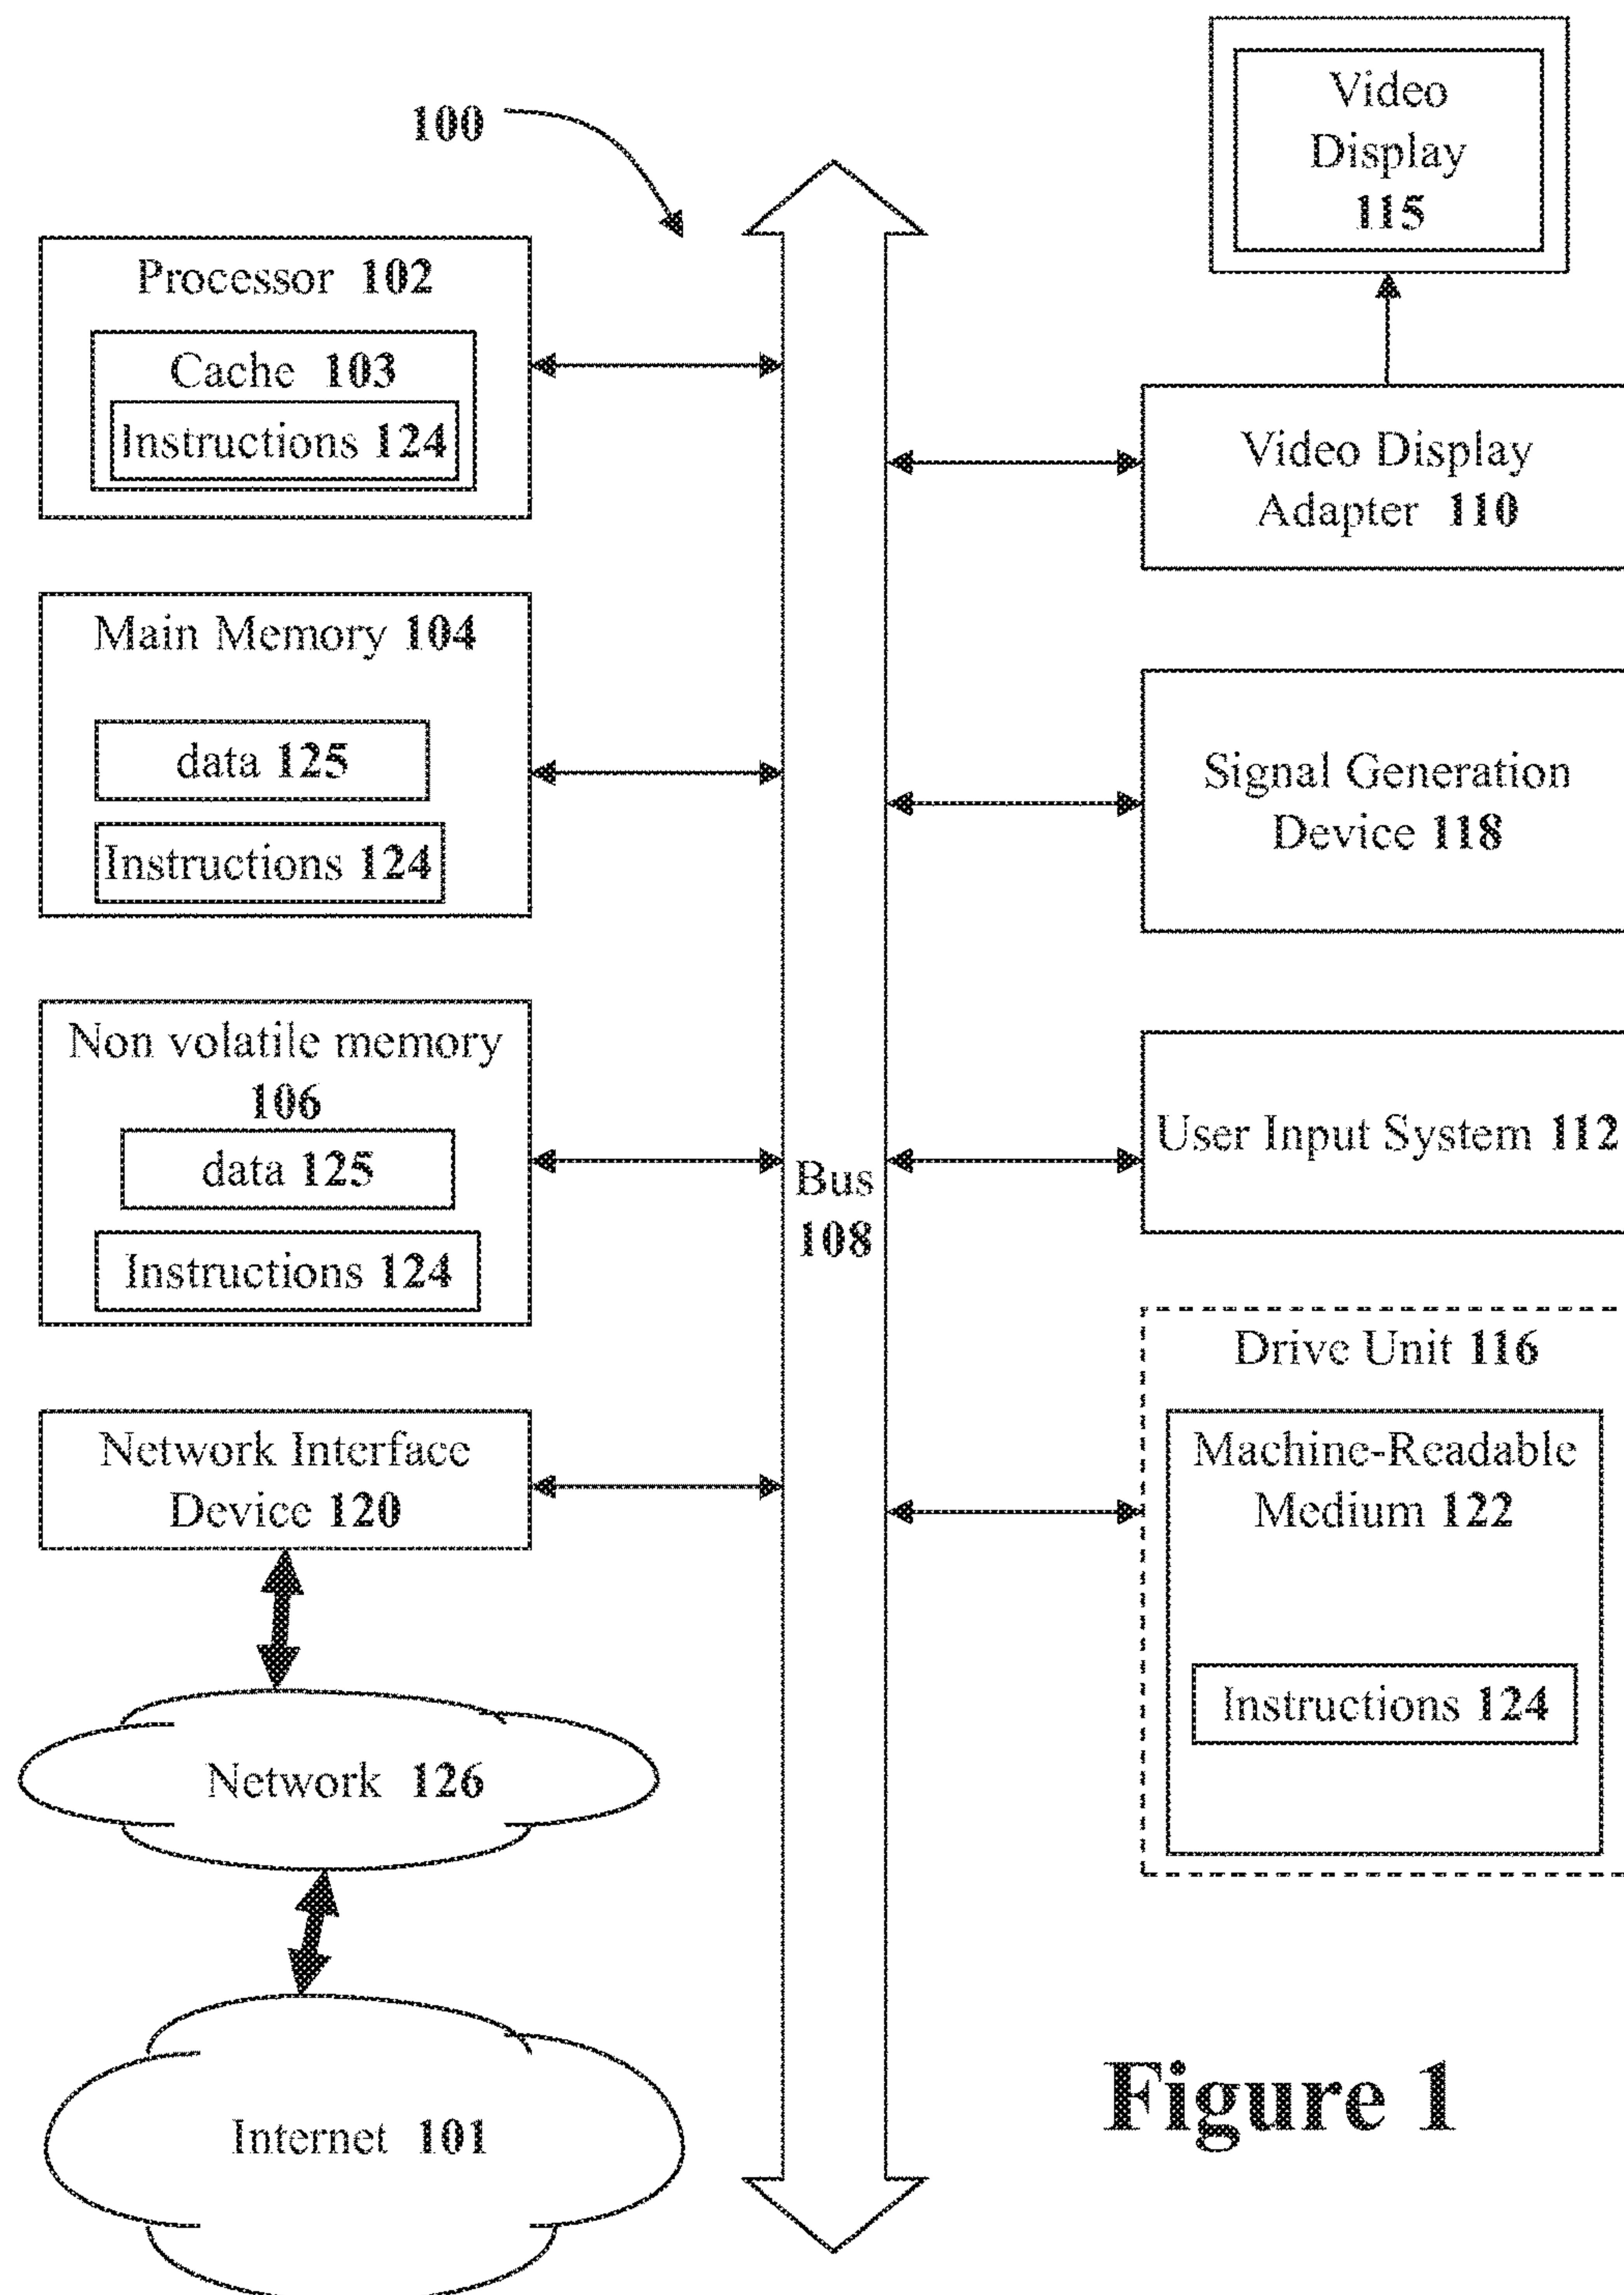 100
Processor 102
Cache 103
Instructions 124
Main Memory 104
data 125
Instructions 124
Non volatile memory
106
data 125
Instructions 124
Network Interface
Device 120
Network 126
Internet 101
Bus
108
Video
Display
115
Video Display
Adapter 110
Signal Generation
Device 118
User Input System 112
Drive Unit 116
Machine-Readable
Medium 122
Instructions 124
Figure 1